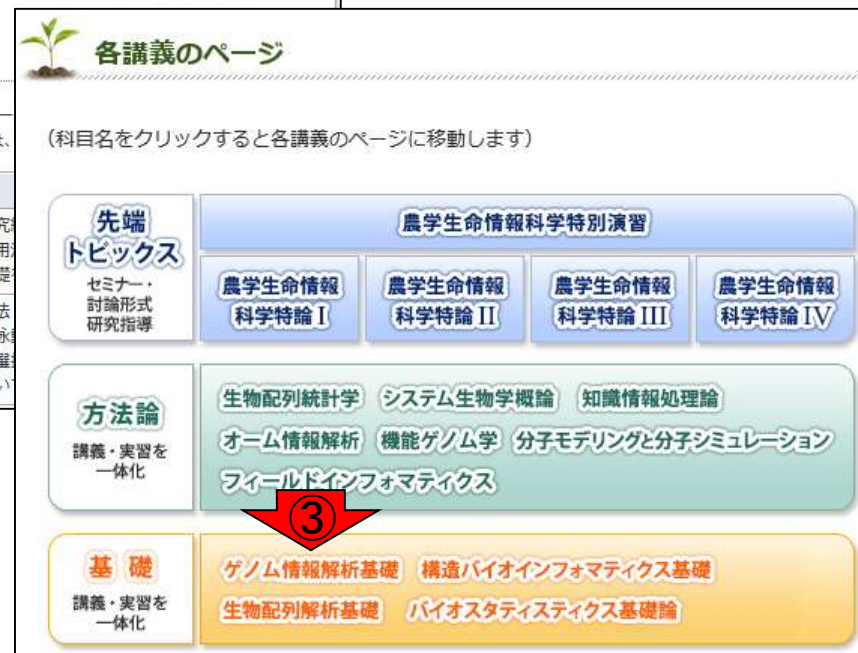 各講義のページ
(科目名をクリックすると各講義のページに移動します)
先端
トピックス
セミナー・
討論形式
研究指導
農学生命情報科学特別演習
農学生命情報
科学特論 I
農学生命情報
科学特論 II
農学生命情報
科学特論 III
農学生命情報
科学特論 IV
方法論
講義・実習を
一体化
生物配列統計学 システム生物学概論 知識情報処理論
オーム情報解析 機能ゲノム学 分子モデリングと分子シミュレーション
フィールドインフォマティクス
③
基礎
講義・実習を
一体化
ゲノム情報解析基礎 構造バイオインフォマティクス基礎
生物配列解析基礎 バイオスタティスティクス基礎論